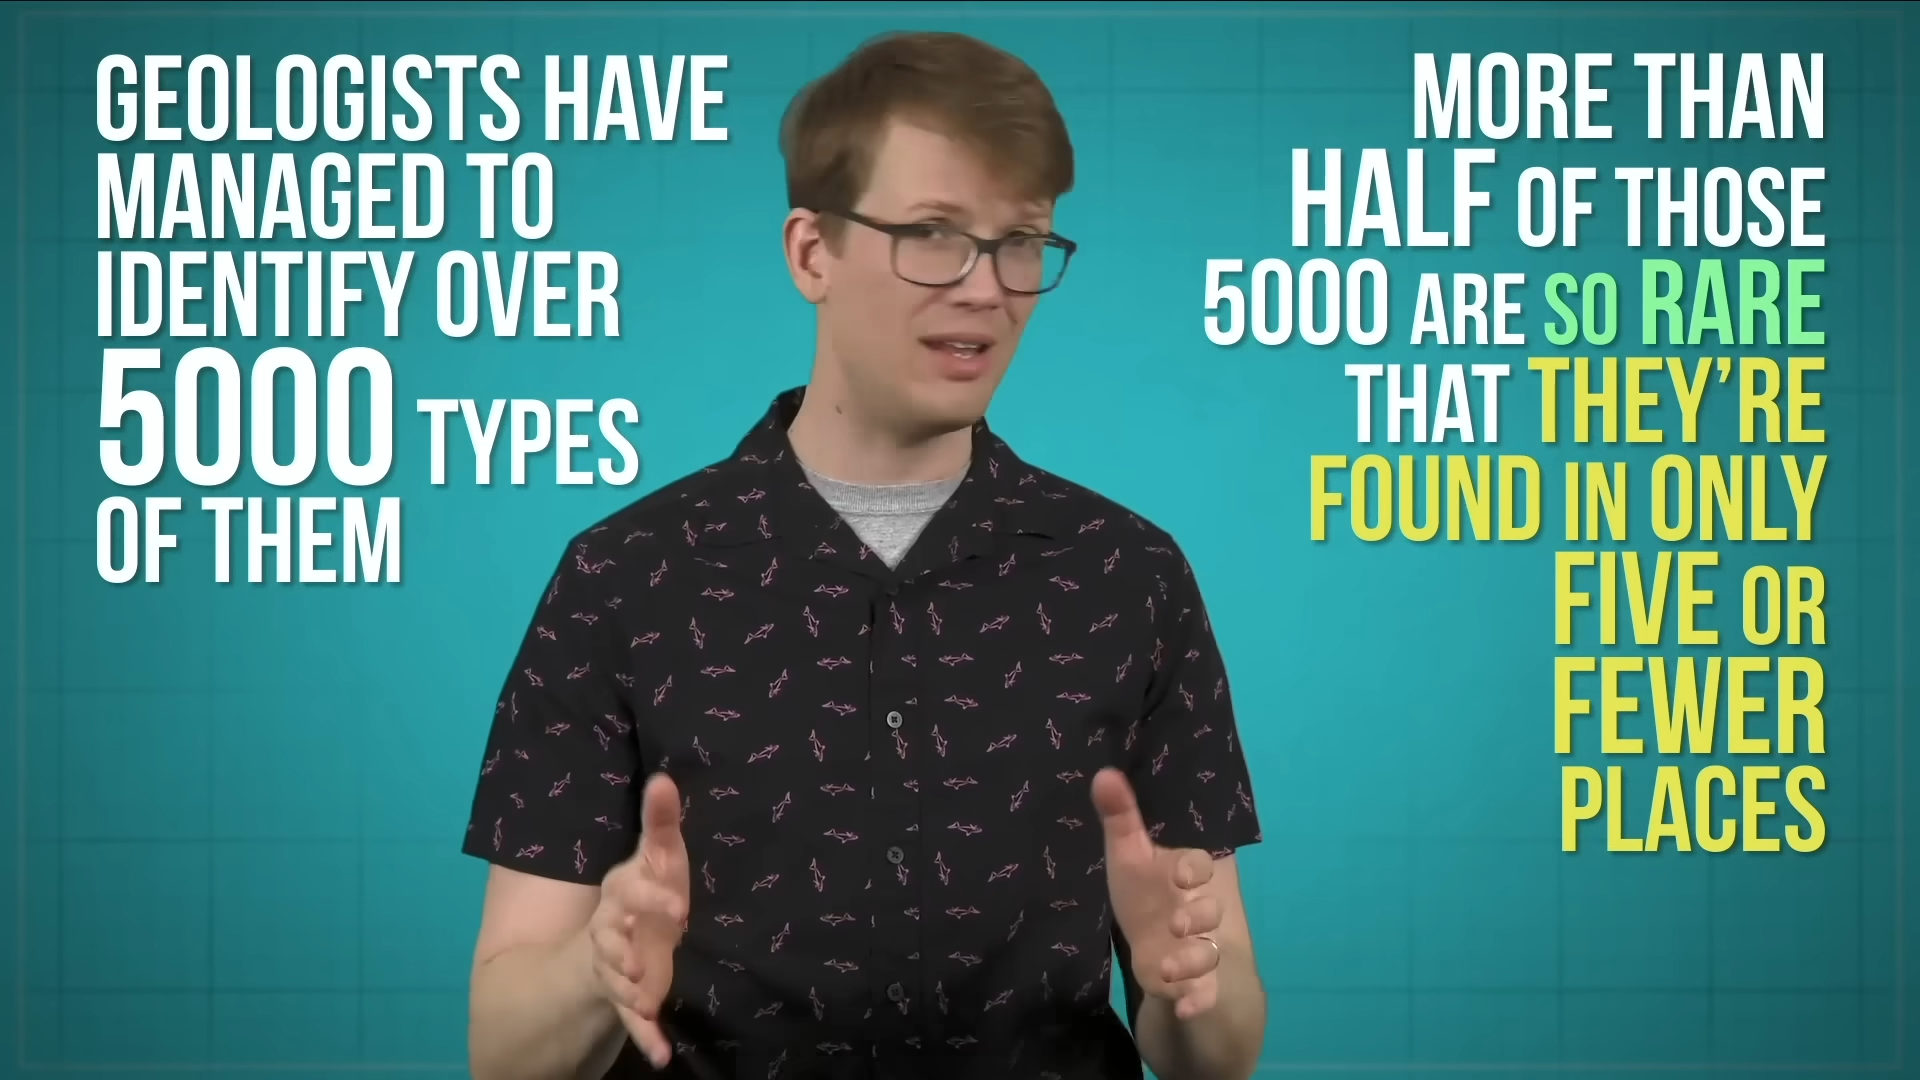 GEOLOGISTS HAVE
MANAGED TO
IDENTIFY OVER
5000 TYPES
OF THEM
MORE THAN
HALF OF THOSE
5000 ARE SO RARE
THAT THEY'RE
FOUND IN ONLY
FIVE OR
FEWER
PLACES